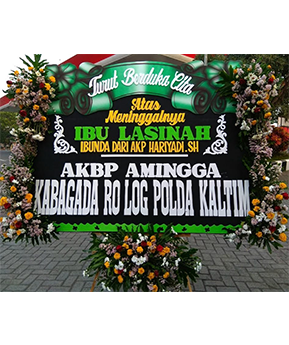 Turut Berduka Cita
Atas
Meninggalnya
IBU LASINAH
IBUNDA DARI AKP HARIYADI.SH
AKBP AMINGGA
KABAGADA RO LOG POLDA KALTIM